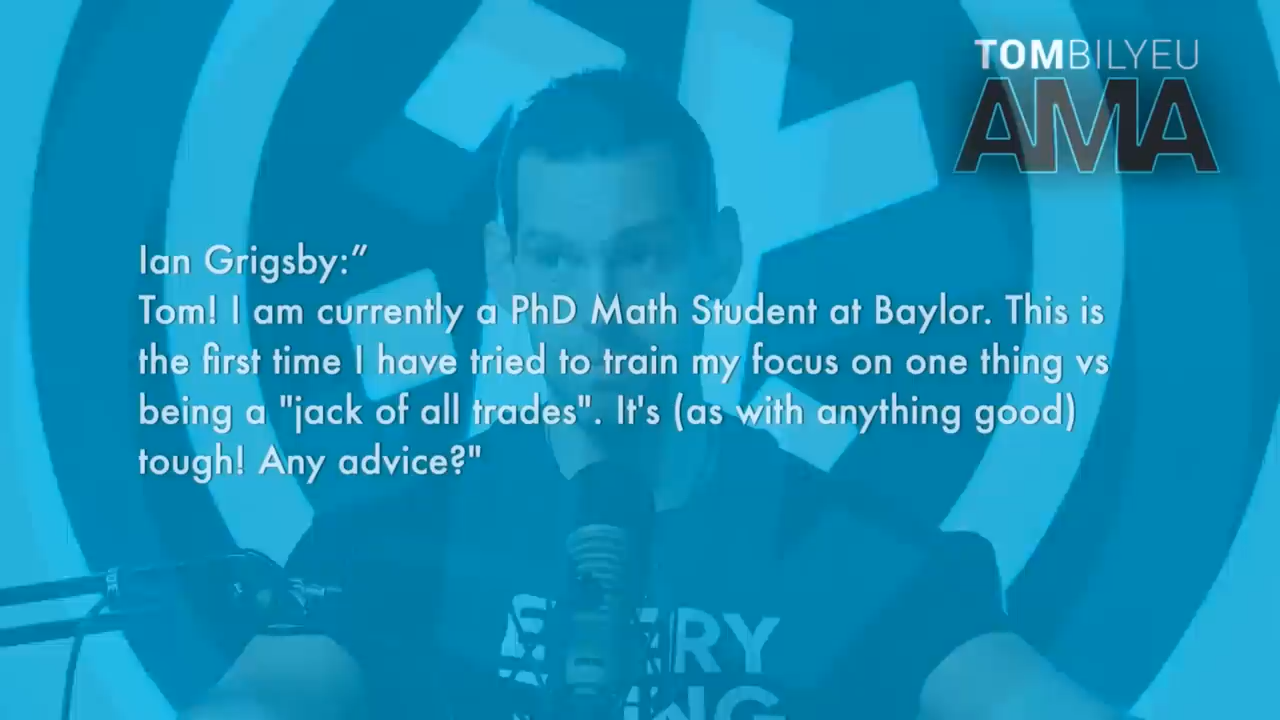 TOMBILYEU
AMA
Ian Grigsby:”
Tom! I am currently a PhD Math Student at Baylor. This is
the first time I have tried to train my focus on one thing vs
being a "jack of all trades". It's (as with anything good)
tough! Any advice?"